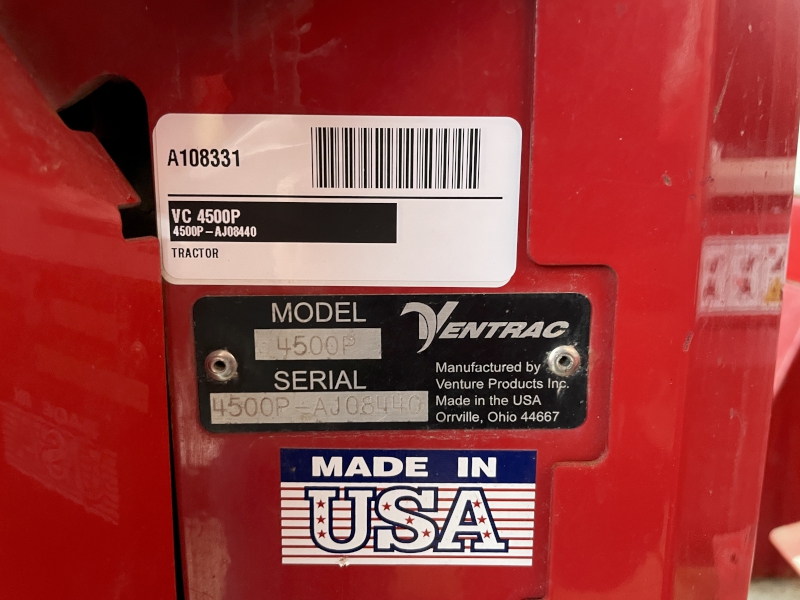 A108331
VC 4500P
4500P-AJ08440
TRACTOR
MODEL
VENTRAC
4500P
SERIAL
4500P-AJ08440
Manufactured by
Venture Products Inc.
Made in the USA
Orrville, Ohio 44667
MADE IN
USA